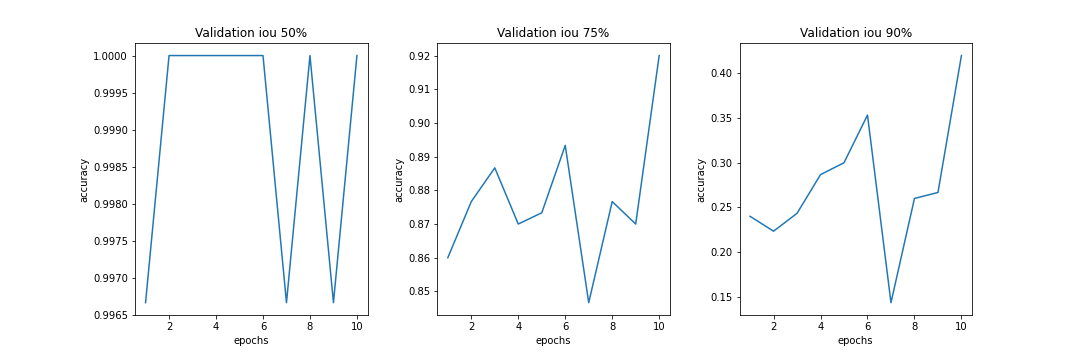 Validation iou 50%
1.0000
0.9995
0.9990
0.9985
0.9980
0.9975
0.9970
0.9965
accuracy
2 4 6 8 10
epochs
Validation iou 75%
0.92
0.91
0.90
0.89
0.88
0.87
0.86
0.85
accuracy
2 4 6 8 10
epochs
Validation iou 90%
0.40
0.35
0.30
0.25
0.20
0.15
accuracy
2 4 6 8 10
epochs